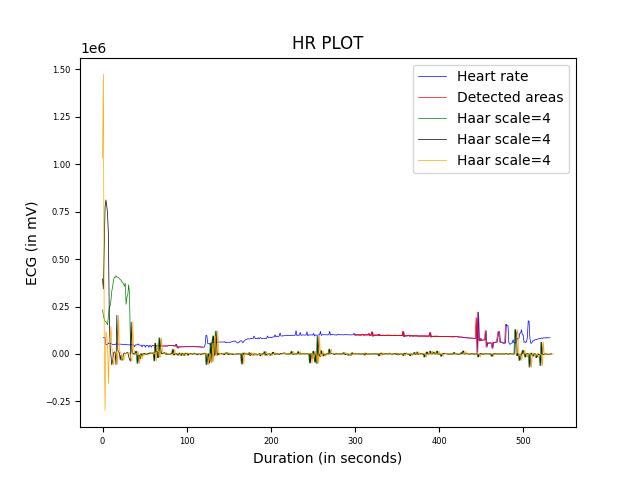 HR PLOT
1e6
1.50
1.25
1.00
0.75
0.50
0.25
0.00
−0.25
ECG (in mV)
Heart rate
Detected areas
Haar scale=4
Haar scale=4
Haar scale=4
0 100 200 300 400 500
Duration (in seconds)